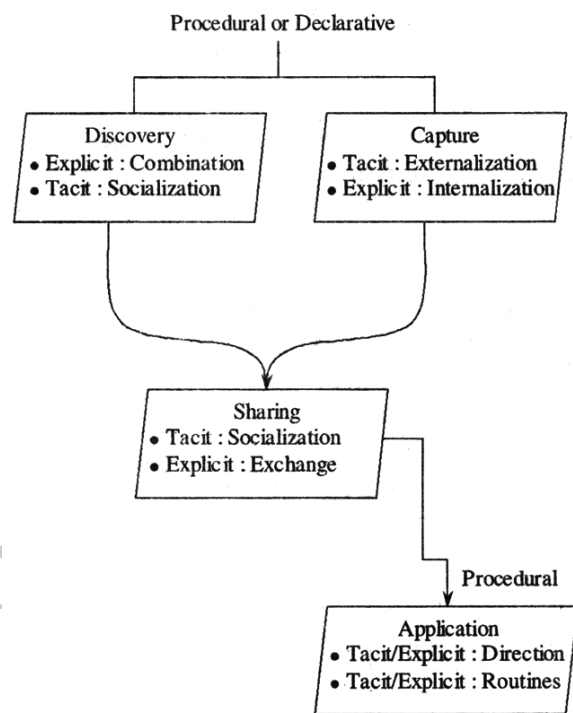 Procedural or Declarative
Discovery
• Explicit : Combination
• Tacit : Socialization
Capture
• Tacit : Externalization
• Explicit : Internalization
Sharing
• Tacit : Socialization
• Explicit : Exchange
Procedural
Application
• Tacit/Explicit : Direction
• Tacit/Explicit : Routines